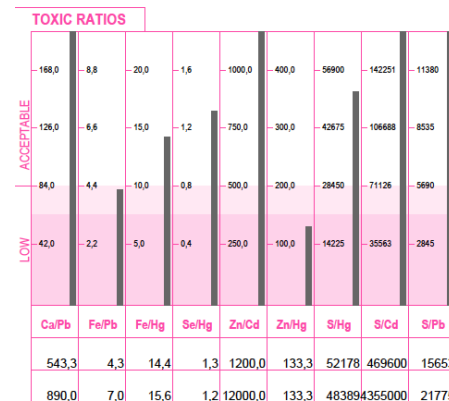 TOXIC RATIOS
168,0 8,8 20,0 1,6 1000,0 400,0 56900 142251 11380
ACCEPTABLE
126,0 6,6 15,0 1,2 750,0 300,0 42675 106688 8535
84,0 4,4 10,0 0,8 500,0 200,0 28450 71126 5690
LOW
42,0 2,2 5,0 0,4 250,0 100,0 14225 35563 2845
Ca/Pb Fe/Pb Fe/Hg Se/Hg Zn/Cd Zn/Hg S/Hg S/Cd S/Pb
543,3 4,3 14,4 1,3 1200,0 133,3 52178 469600 1565
890,0 7,0 15,6 1,2 12000,0 133,3 48389 4355000 2177